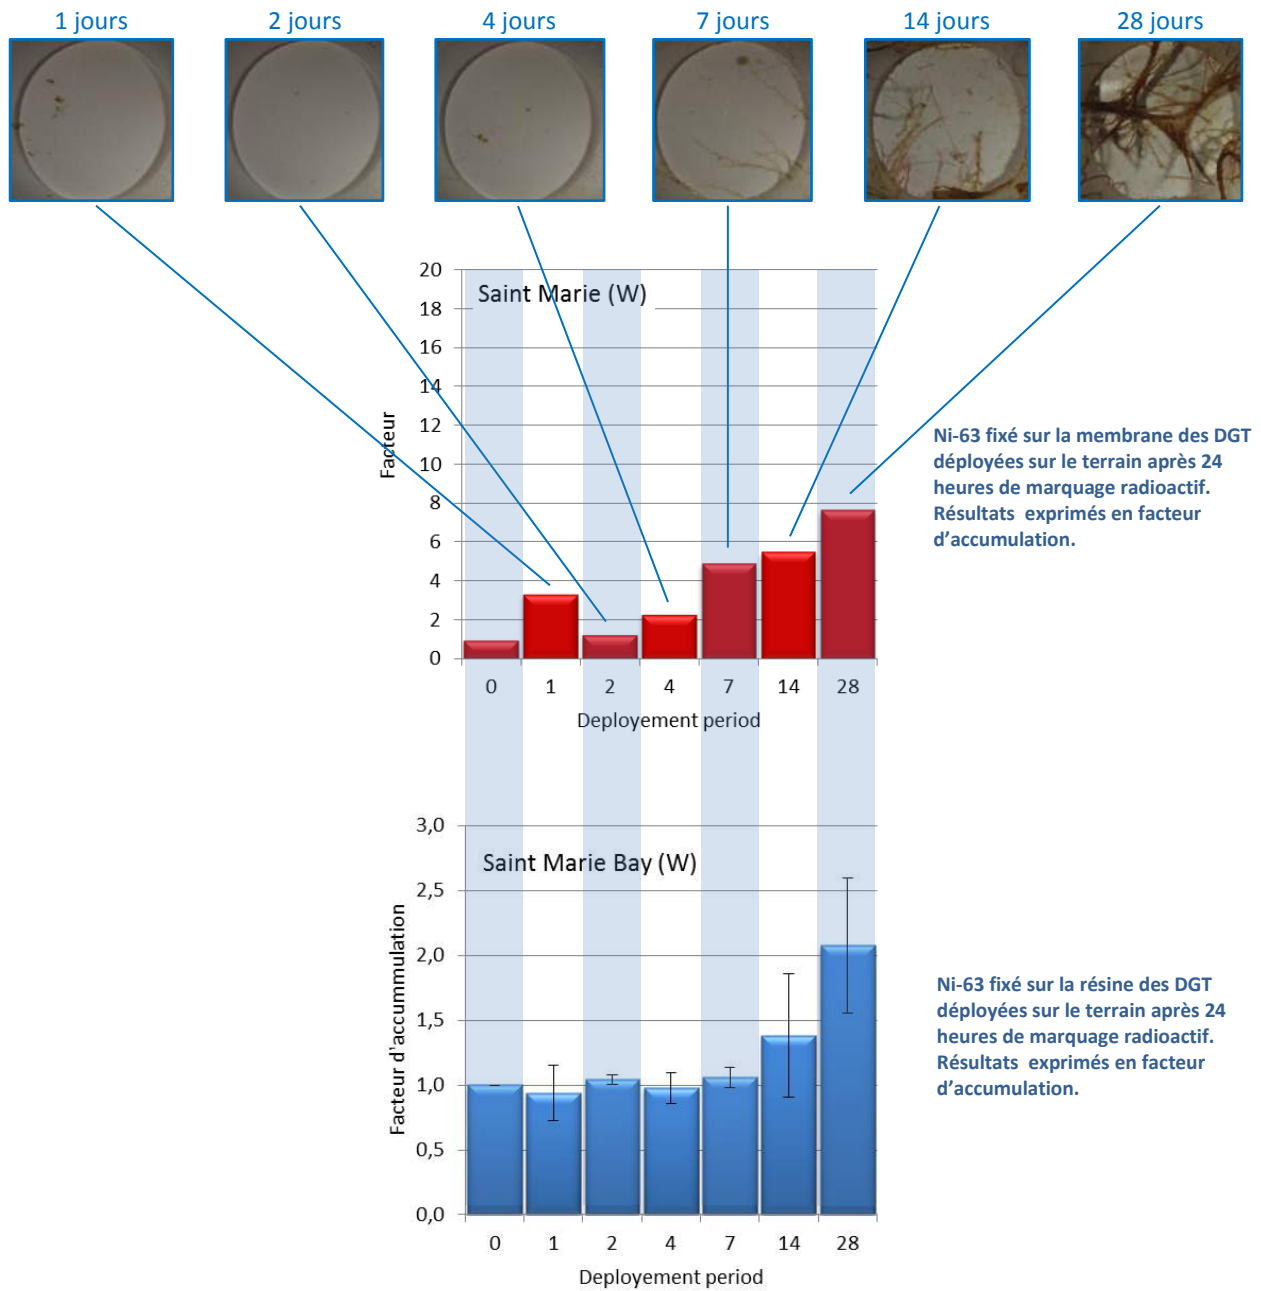 1 jours
2 jours
4 jours
7 jours
14 jours
28 jours
Saint Marie (W)
Facteur
20
18
16
14
12
10
8
6
4
2
0
0
1
2
4
7
14
28
Deployement period
Ni-63 fixé sur la membrane des DGT
déployées sur le terrain après 24
heures de marquage radioactif.
Résultats exprimés en facteur
d'accumulation.
Saint Marie Bay (W)
Facteur d'accummulation
3,0
2,5
2,0
1,5
1,0
0,5
0,0
0
1
2
4
7
14
28
Deployement period
Ni-63 fixé sur la résine des DGT
déployées sur le terrain après 24
heures de marquage radioactif.
Résultats exprimés en facteur
d'accumulation.